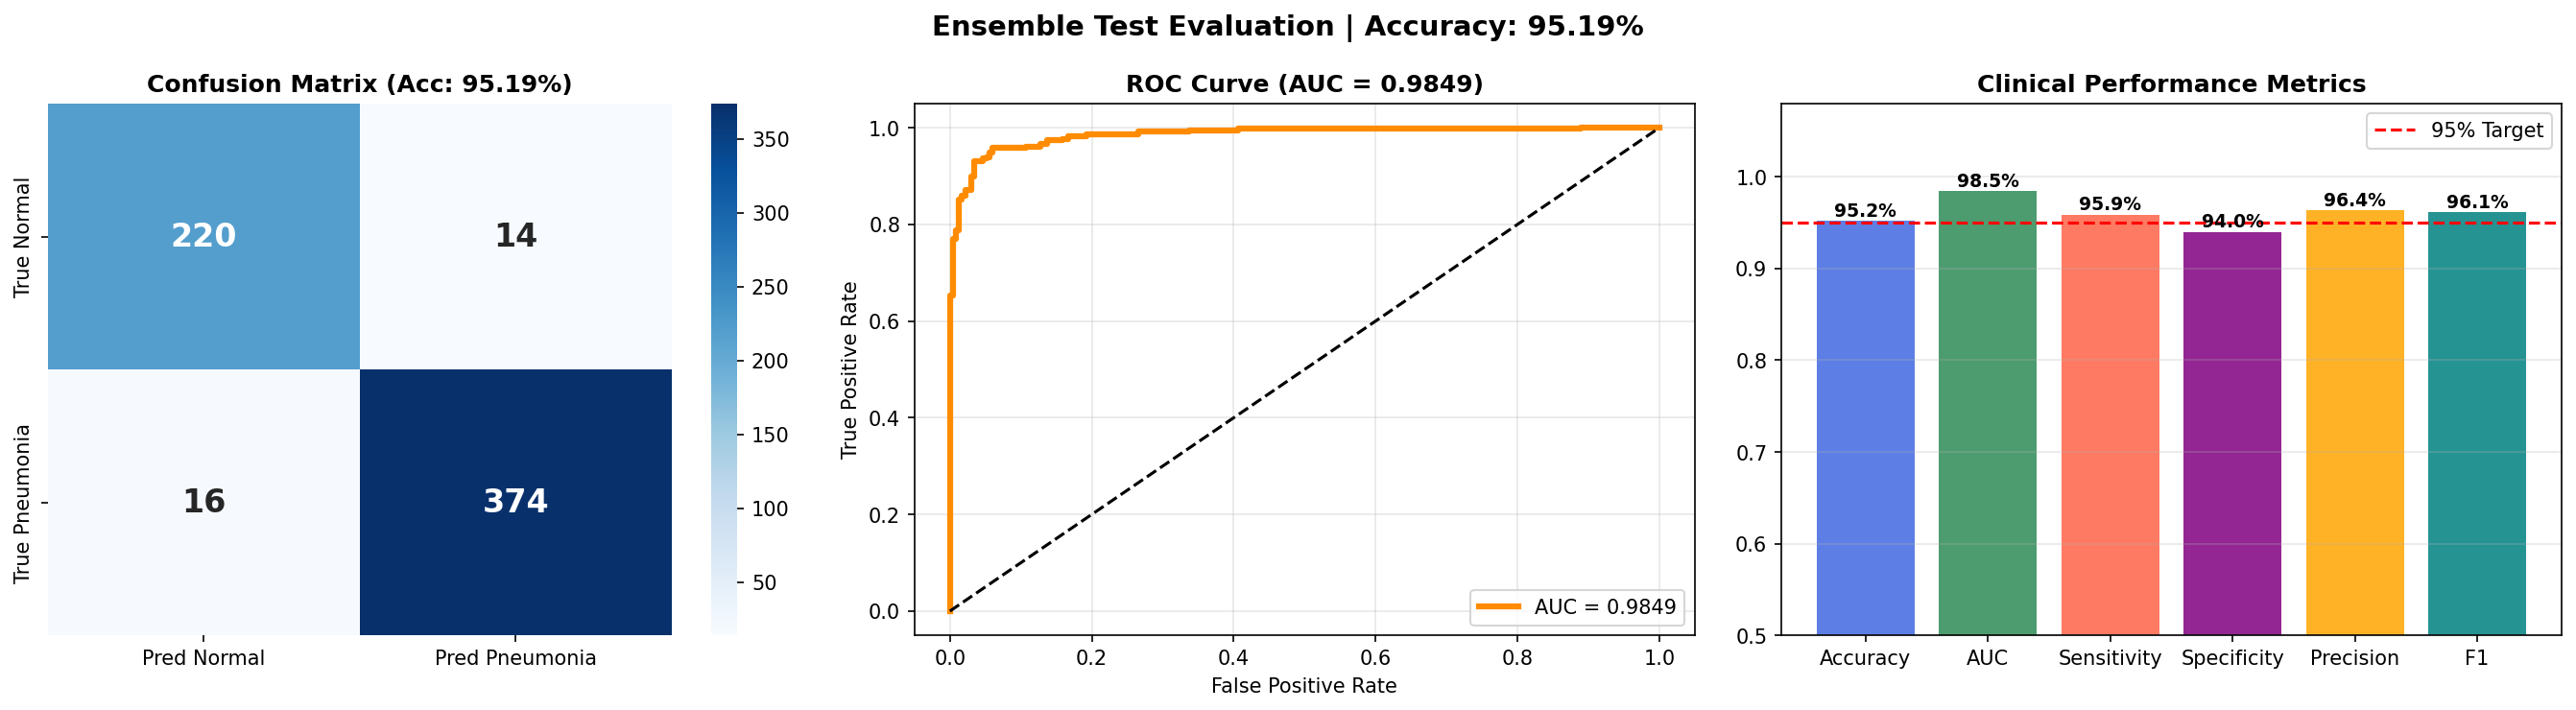 Ensemble Test Evaluation | Accuracy: 95.19%
Confusion Matrix (Acc: 95.19%)
True Normal
True Pneumonia
220
14
16
374
Pred Normal
Pred Pneumonia
350
300
250
200
150
100
50
ROC Curve (AUC = 0.9849)
True Positive Rate
1.0
0.8
0.6
0.4
0.2
0.0
AUC = 0.9849
0.0
0.2
0.4
0.6
0.8
1.0
False Positive Rate
Clinical Performance Metrics
95% Target
1.0
0.9
0.8
0.7
0.6
0.5
95.2%
98.5%
95.9%
94.0%
96.4%
96.1%
Accuracy
AUC
Sensitivity
Specificity
Precision
F1